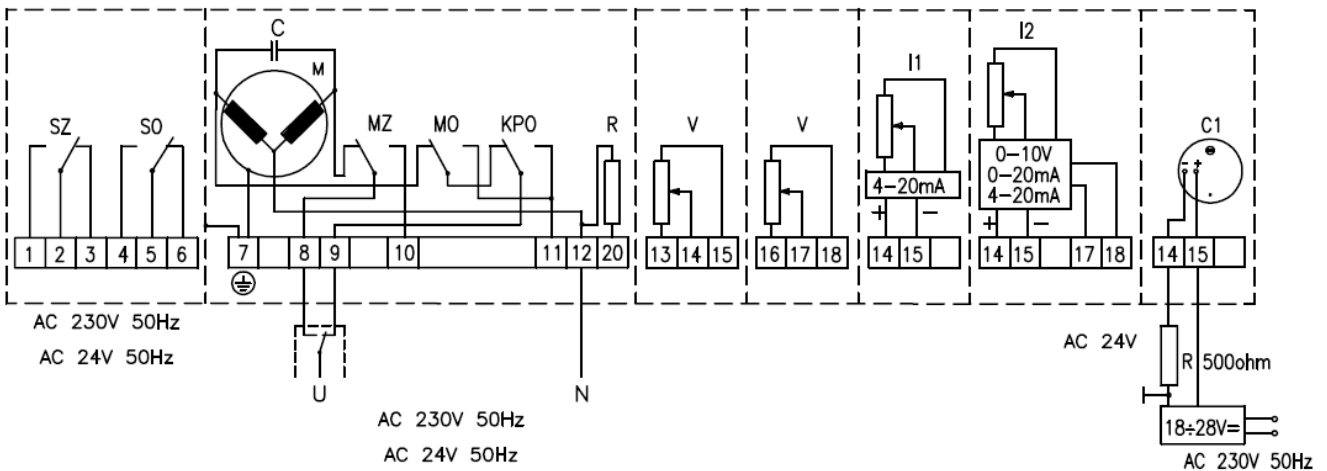 C
M
SZ
SO
MZ
MO
KPO
R
V
V
I1
4-20mA
+ -
I2
0-10V
0-20mA
4-20mA
+ -
C1
- +
1 2 3 4 5 6
7 8 9 10 11 12 20
13 14 15
16 17 18
14 15
14 15 17 18
14 15
AC 230V 50Hz
AC 24V 50Hz
U
N
AC 230V 50Hz
AC 24V 50Hz
AC 24V
R 500ohm
18÷28V=
AC 230V 50Hz